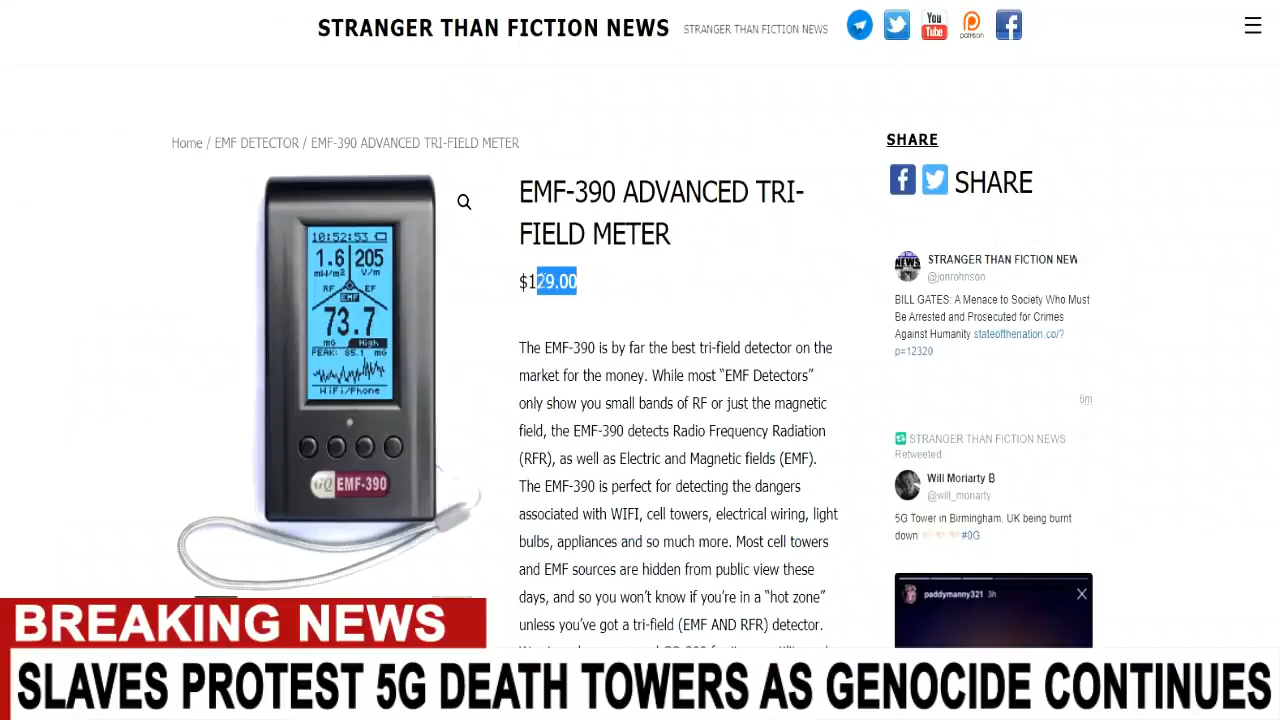 STRANGER THAN FICTION NEWS
STRANGER THAN FICTION NEWS
You
Tube
patreon
Home / EMF DETECTOR / EMF-390 ADVANCED TRI-FIELD METER
10:52:53
1.6 205
mW/m² V/m
RF EF
EMF
73.7
mG High
PEAK: 85.1 mG
WiFi/Phone
GQ EMF-390
EMF-390 ADVANCED TRI-
FIELD METER
$129.00
The EMF-390 is by far the best tri-field detector on the
market for the money. While most “EMF Detectors”
only show you small bands of RF or just the magnetic
field, the EMF-390 detects Radio Frequency Radiation
(RFR), as well as Electric and Magnetic fields (EMF).
The EMF-390 is perfect for detecting the dangers
associated with WIFI, cell towers, electrical wiring, light
bulbs, appliances and so much more. Most cell towers
and EMF sources are hidden from public view these
days, and so you won’t know if you’re in a “hot zone”
unless you’ve got a tri-field (EMF AND RFR) detector.
SHARE
SHARE
NEWS
STRANGER THAN FICTION NEW
@jonrohnson
BILL GATES: A Menace to Society Who Must
Be Arrested and Prosecuted for Crimes
Against Humanity stateofthenation.co/?
p=12320
6m
STRANGER THAN FICTION NEWS
Retweeted
Will Moriarty ₿
@will_moriarty
5G Tower in Birmingham, UK being burnt
down #0G
paddymanny321 3h
BREAKING NEWS
SLAVES PROTEST 5G DEATH TOWERS AS GENOCIDE CONTINUES